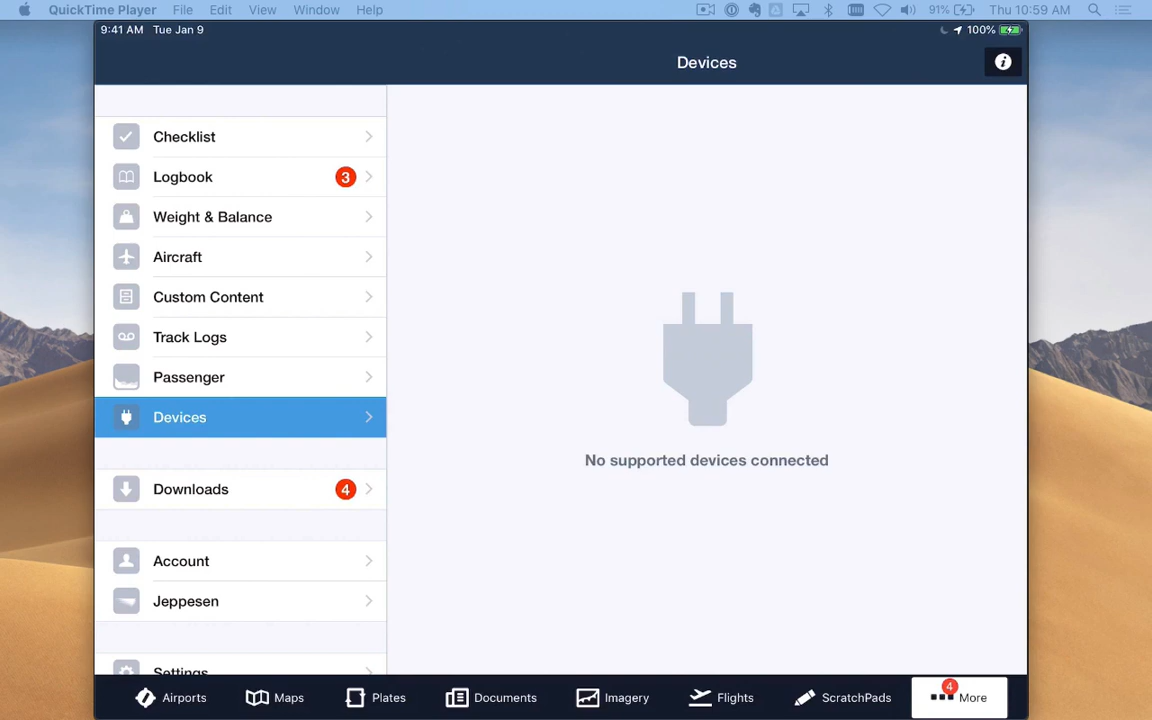 QuickTime Player File Edit View Window Help 91% Thu 10:59 AM
9:41 AM Tue Jan 9 100%
Devices
Checklist
Logbook 3
Weight & Balance
Aircraft
Custom Content
Track Logs
Passenger
Devices
No supported devices connected
Downloads 4
Account
Jeppesen
Settings
Airports Maps Plates Documents Imagery Flights ScratchPads 4 More